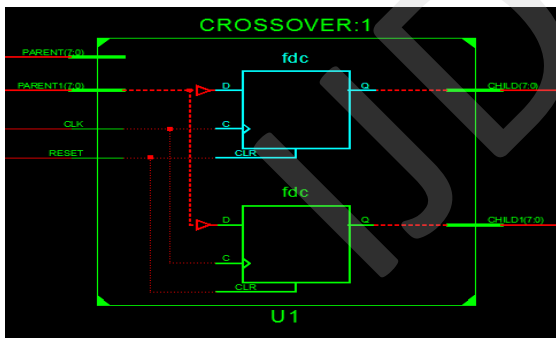 CROSSOVER:1
fdc
PARENT(7:0)
PARENT1(7:0)
D
Q
CHILD(7:0)
CLK
C
RESET
CLR
fdc
D
Q
CHILD1(7:0)
C
CLR
U1
IJD